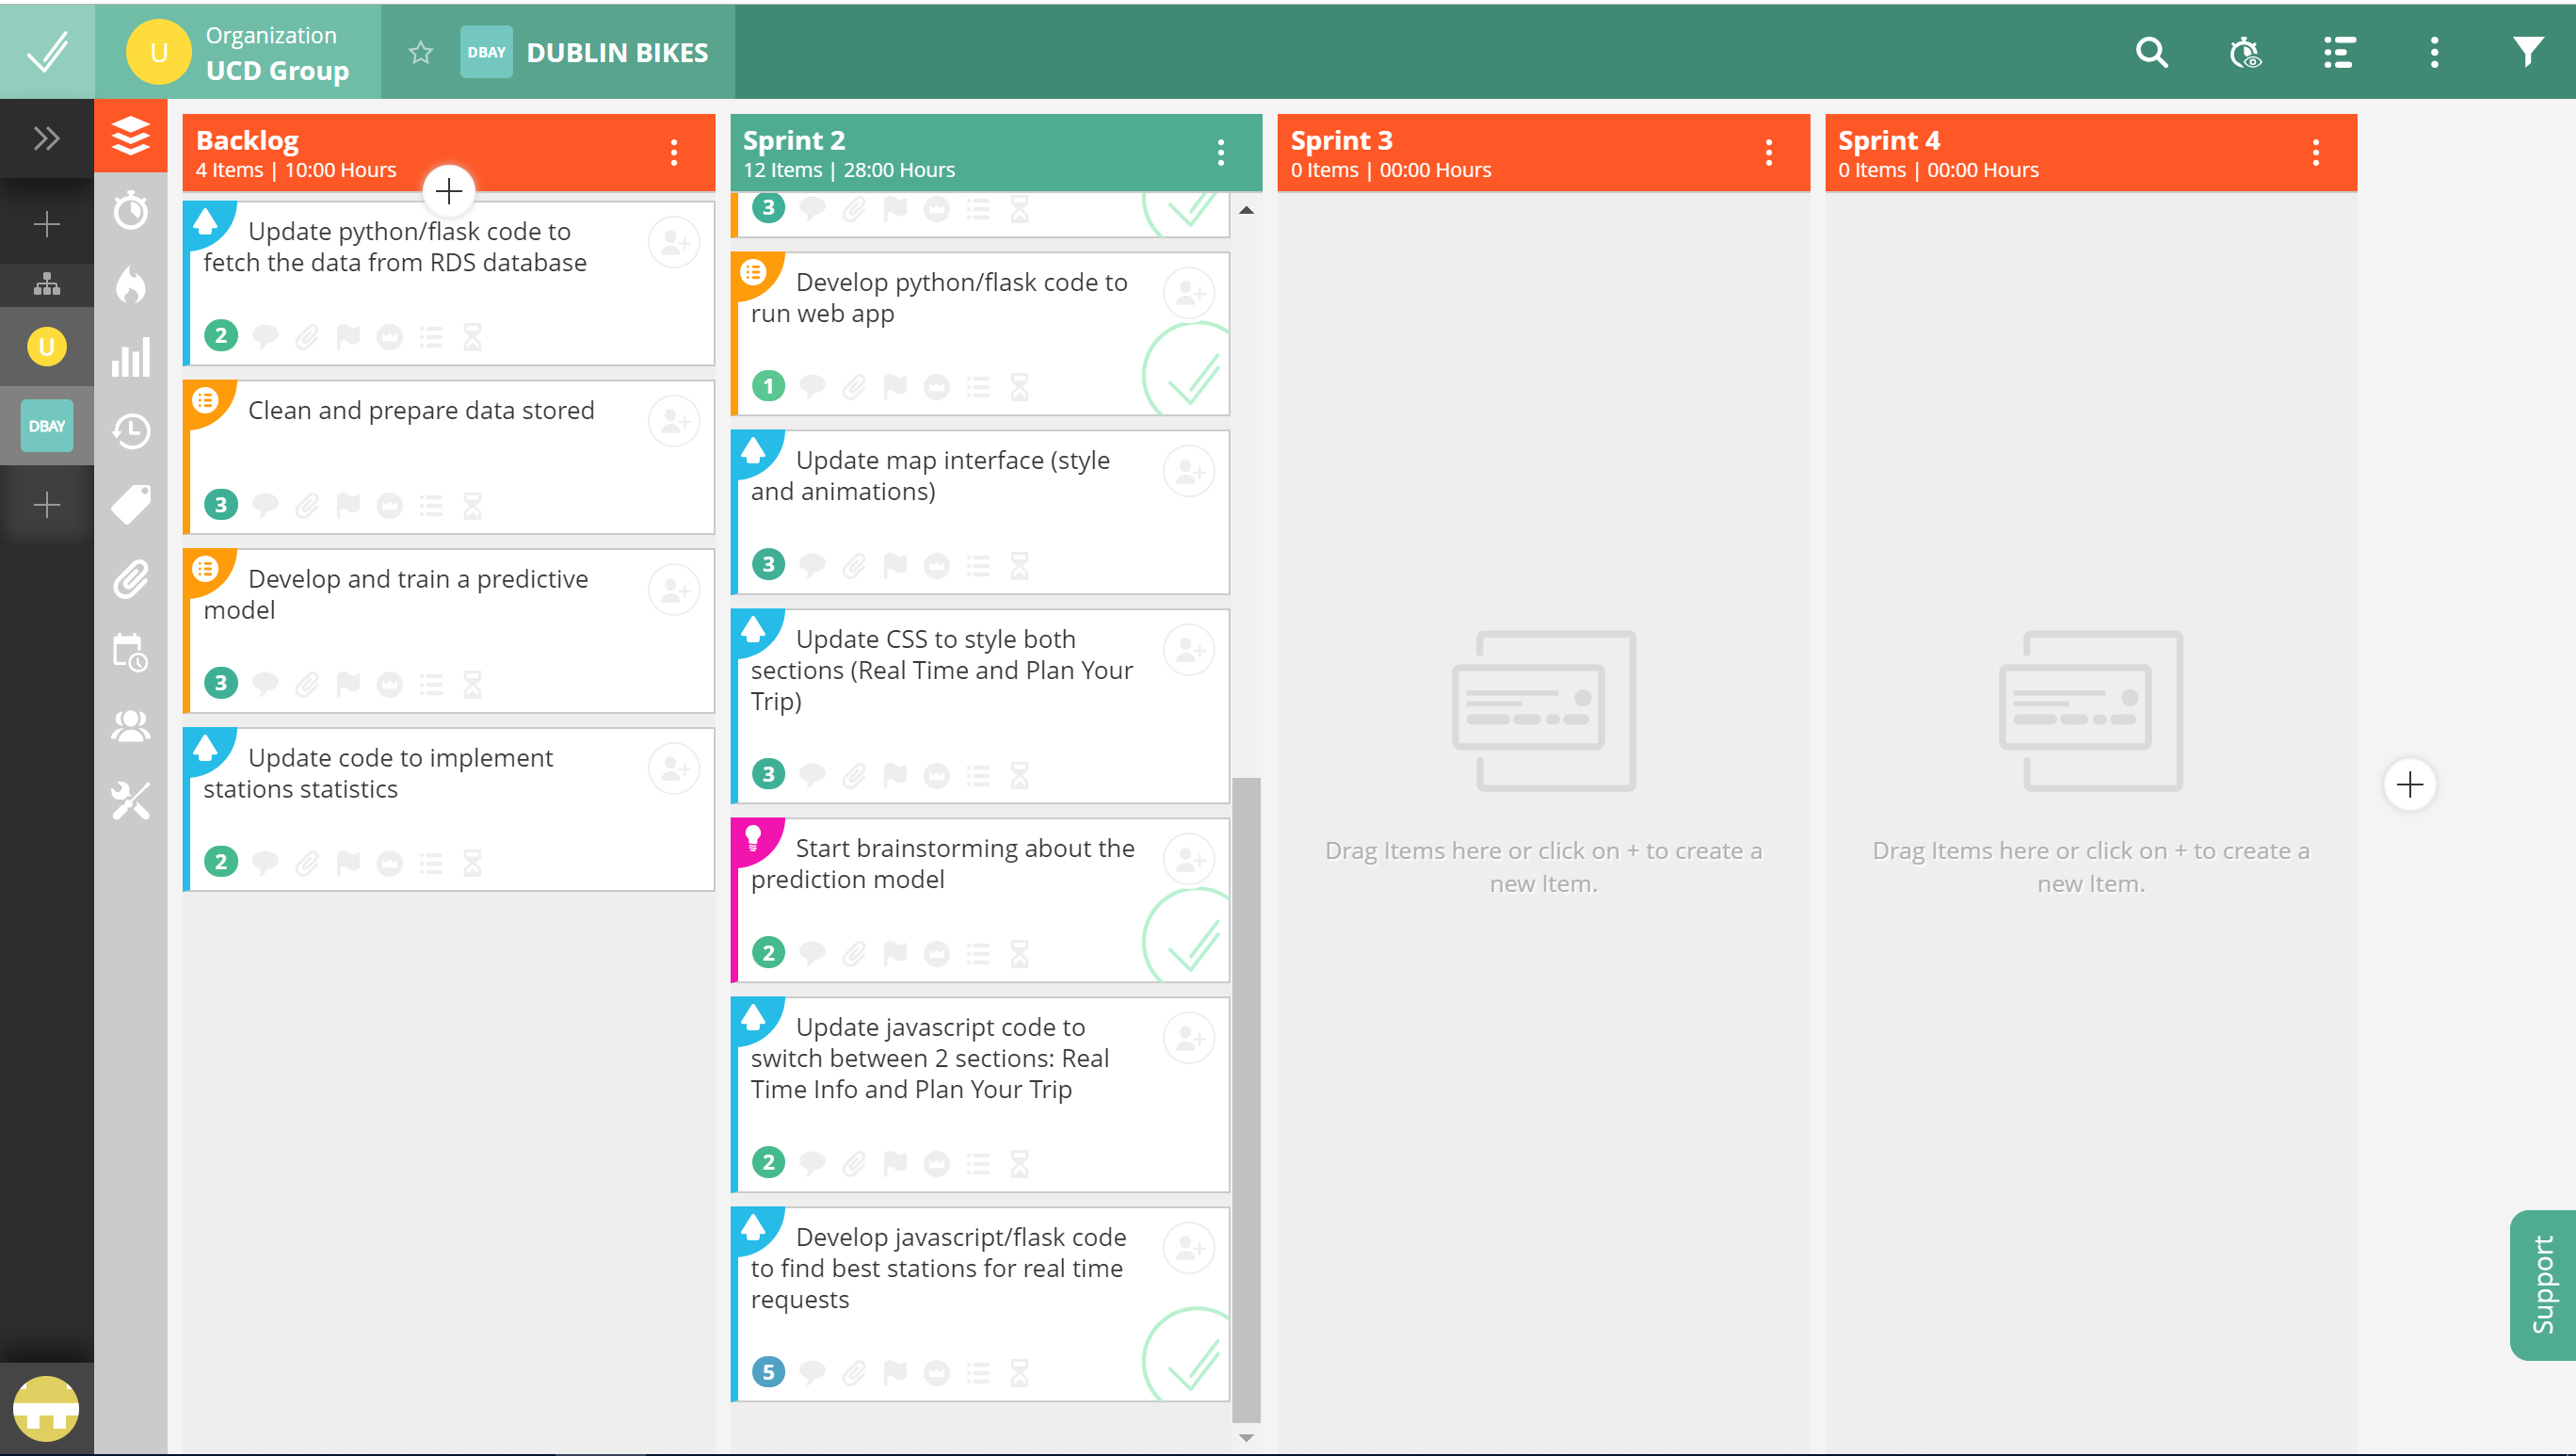 U
Organization
UCD Group
DBAY
DUBLIN BIKES
U
DBAY
Backlog
4 Items | 10:00 Hours
Update python/flask code to
fetch the data from RDS database
2
Clean and prepare data stored
3
Develop and train a predictive
model
3
Update code to implement
stations statistics
2
Sprint 2
12 Items | 28:00 Hours
3
Develop python/flask code to
run web app
1
Update map interface (style
and animations)
3
Update CSS to style both
sections (Real Time and Plan Your
Trip)
3
Start brainstorming about the
prediction model
2
Update javascript code to
switch between 2 sections: Real
Time Info and Plan Your Trip
2
Develop javascript/flask code
to find best stations for real time
requests
5
Sprint 3
0 Items | 00:00 Hours
Drag Items here or click on + to create a
new Item.
Sprint 4
0 Items | 00:00 Hours
Drag Items here or click on + to create a
new Item.
Support